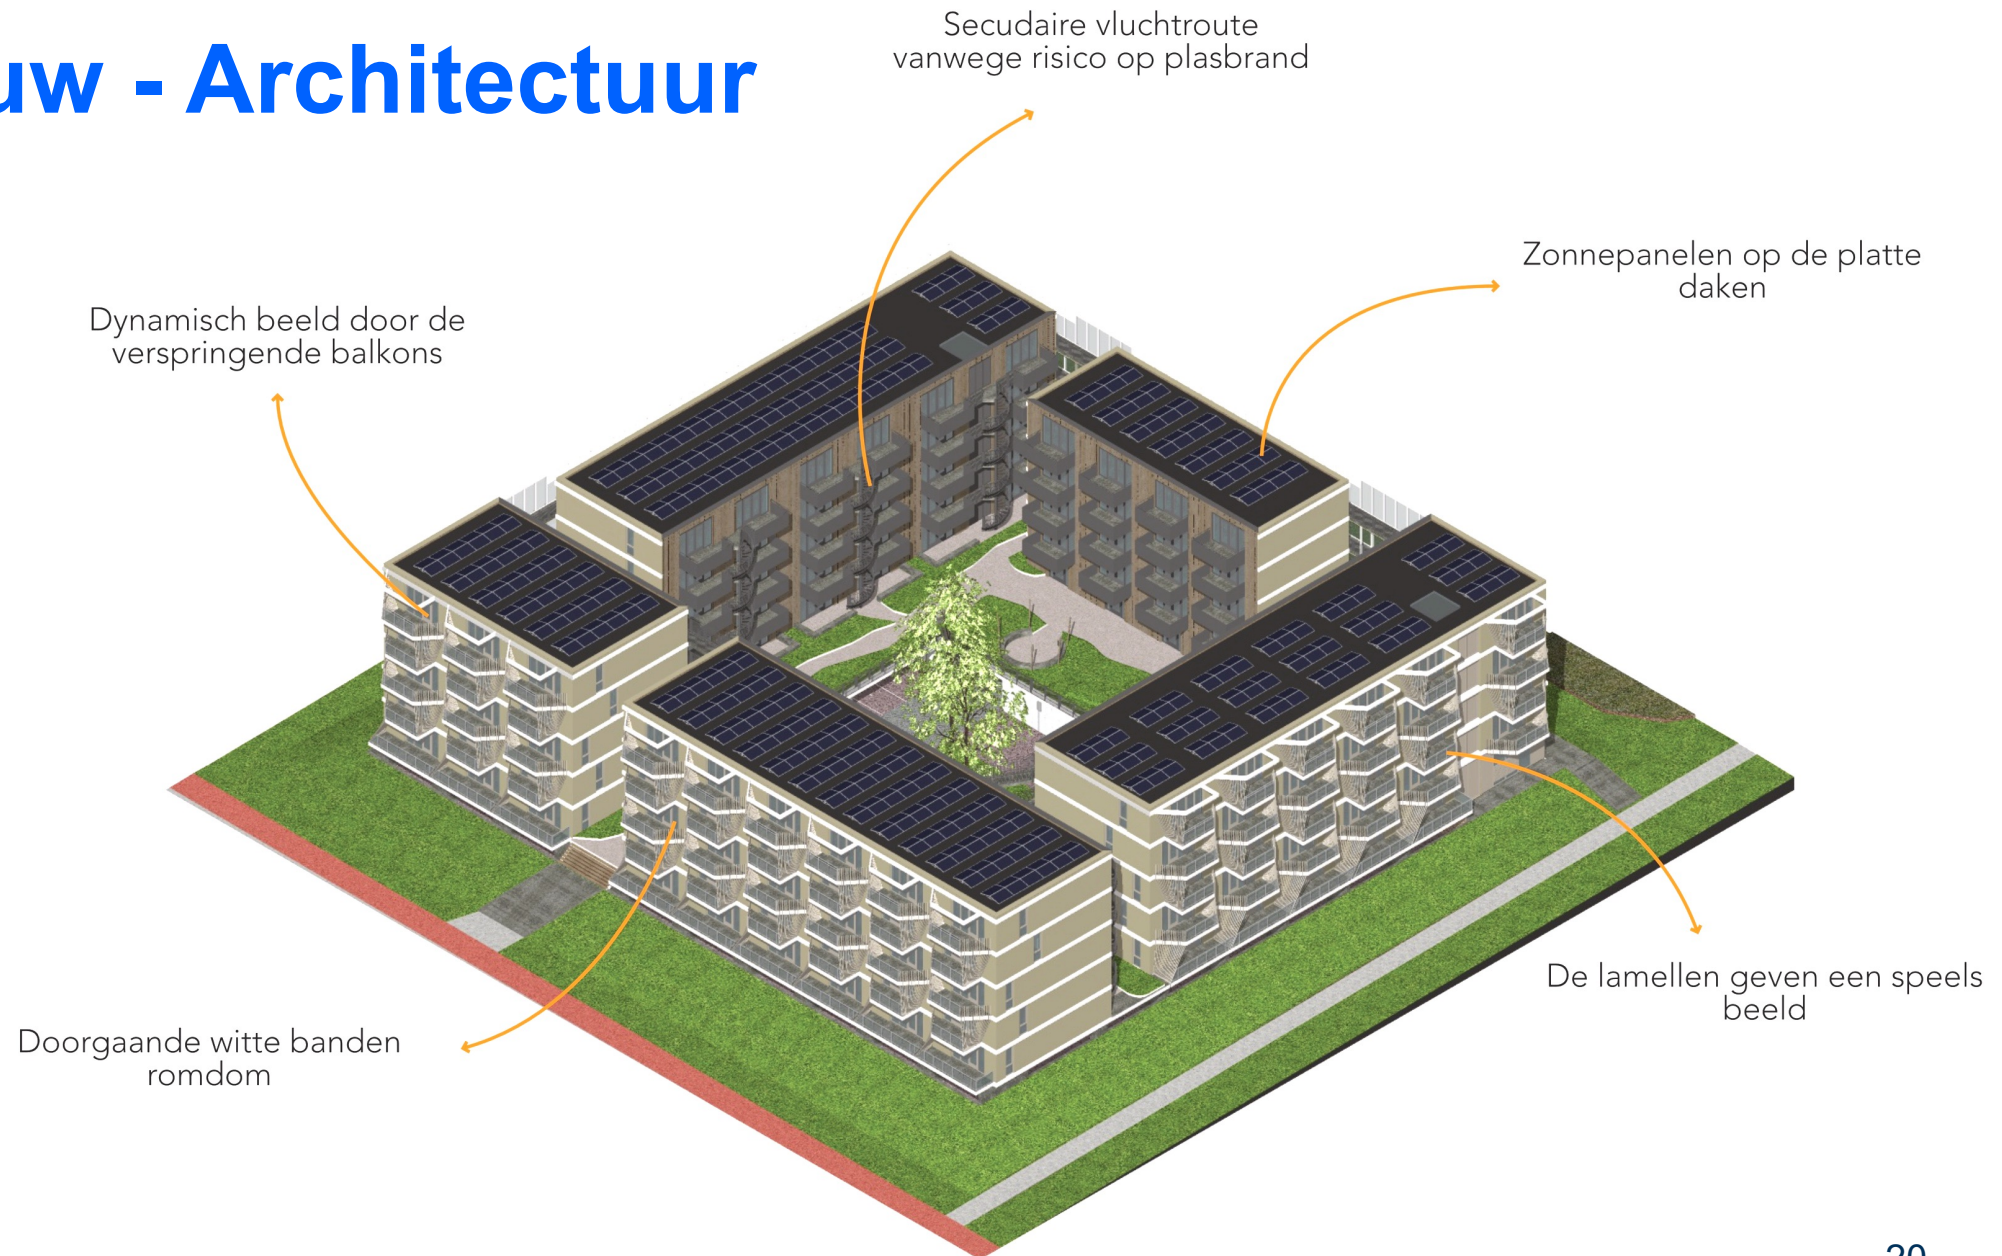 uw - Architectuur
Secudaire vluchtroute
vanwege risico op plasbrand
Zonnepanelen op de platte
daken
Dynamisch beeld door de
verspringende balkons
De lamellen geven een speels
beeld
Doorgaande witte banden
romdom
20